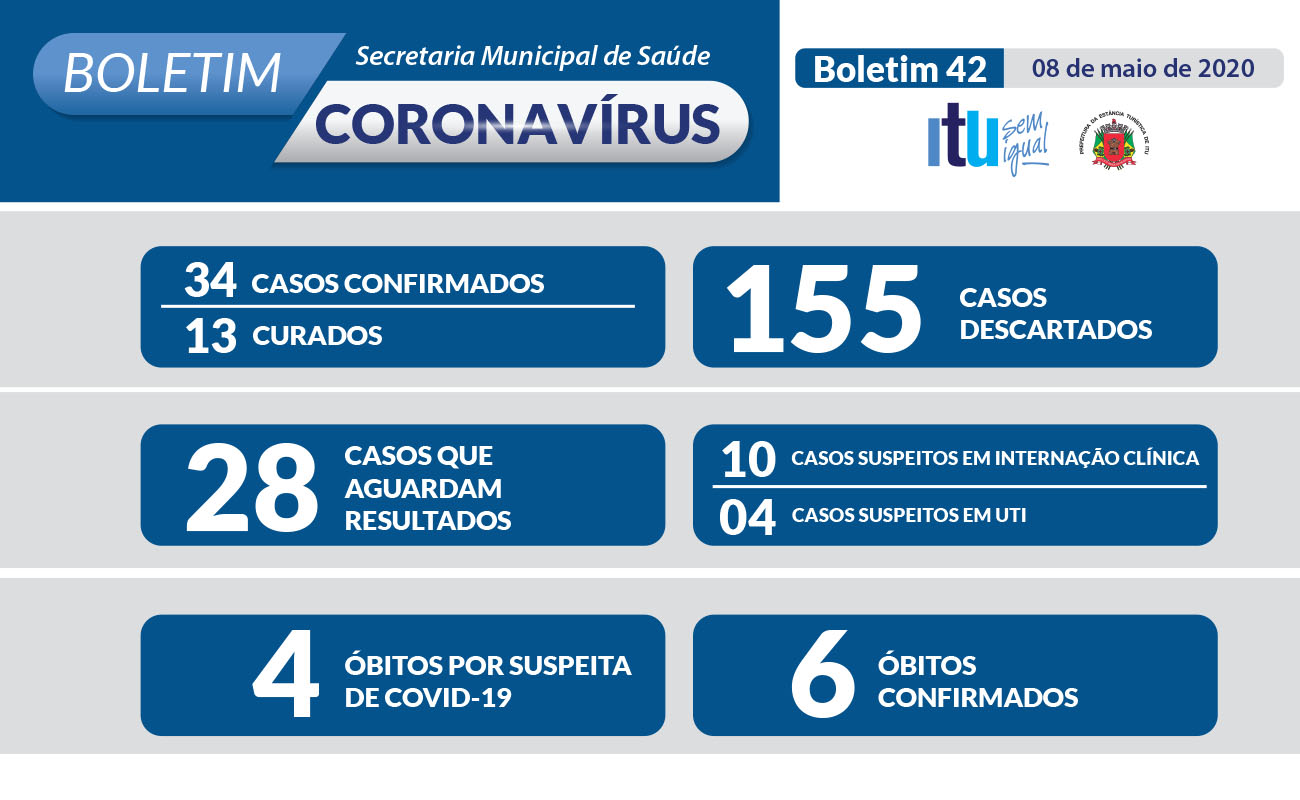 BOLETIM
Secretaria Municipal de Saúde
CORONAVÍRUS
Boletim 42
08 de maio de 2020
itu sem igual
PREFEITURA DA ESTÂNCIA TURÍSTICA DE ITU
34 CASOS CONFIRMADOS
13 CURADOS
155 CASOS
DESCARTADOS
28 CASOS QUE
AGUARDAM
RESULTADOS
10 CASOS SUSPEITOS EM INTERNAÇÃO CLÍNICA
04 CASOS SUSPEITOS EM UTI
4 ÓBITOS POR SUSPEITA
DE COVID-19
6 ÓBITOS
CONFIRMADOS